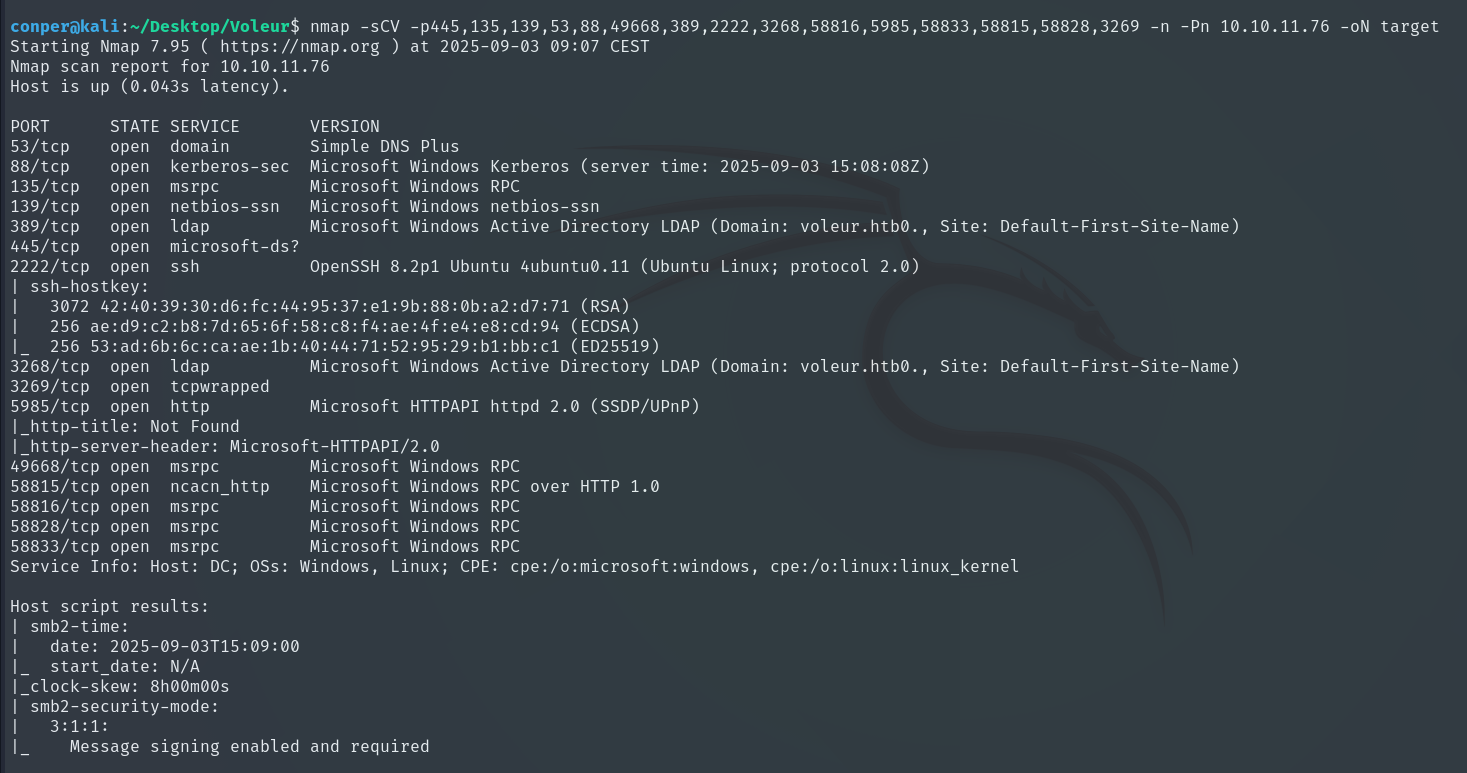 conper@kali:~/Desktop/Voleur$ nmap -sCV -p445,135,139,53,88,49668,389,2222,3268,58816,5985,58833,58815,58828,3269 -n -Pn 10.10.11.76 -oN target
Starting Nmap 7.95 ( https://nmap.org ) at 2025-09-03 09:07 CEST
Nmap scan report for 10.10.11.76
Host is up (0.043s latency).

PORT      STATE SERVICE       VERSION
53/tcp    open  domain        Simple DNS Plus
88/tcp    open  kerberos-sec  Microsoft Windows Kerberos (server time: 2025-09-03 15:08:08Z)
135/tcp   open  msrpc         Microsoft Windows RPC
139/tcp   open  netbios-ssn   Microsoft Windows netbios-ssn
389/tcp   open  ldap          Microsoft Windows Active Directory LDAP (Domain: voleur.htb0., Site: Default-First-Site-Name)
445/tcp   open  microsoft-ds?
2222/tcp  open  ssh           OpenSSH 8.2p1 Ubuntu 4ubuntu0.11 (Ubuntu Linux; protocol 2.0)
| ssh-hostkey:
|   3072 42:40:39:30:d6:fc:44:95:37:e1:9b:88:0b:a2:d7:71 (RSA)
|   256 ae:d9:c2:b8:7d:65:6f:58:c8:f4:ae:4f:e4:e8:cd:94 (ECDSA)
|_  256 53:ad:6b:6c:ca:ae:1b:40:44:71:52:95:29:b1:bb:c1 (ED25519)
3268/tcp  open  ldap          Microsoft Windows Active Directory LDAP (Domain: voleur.htb0., Site: Default-First-Site-Name)
3269/tcp  open  tcpwrapped
5985/tcp  open  http          Microsoft HTTPAPI httpd 2.0 (SSDP/UPnP)
|_http-title: Not Found
|_http-server-header: Microsoft-HTTPAPI/2.0
49668/tcp open  msrpc         Microsoft Windows RPC
58815/tcp open  ncacn_http    Microsoft Windows RPC over HTTP 1.0
58816/tcp open  msrpc         Microsoft Windows RPC
58828/tcp open  msrpc         Microsoft Windows RPC
58833/tcp open  msrpc         Microsoft Windows RPC
Service Info: Host: DC; OSs: Windows, Linux; CPE: cpe:/o:microsoft:windows, cpe:/o:linux:linux_kernel

Host script results:
| smb2-time:
|   date: 2025-09-03T15:09:00
|_  start_date: N/A
|_clock-skew: 8h00m00s
| smb2-security-mode:
|   3:1:1:
|_    Message signing enabled and required